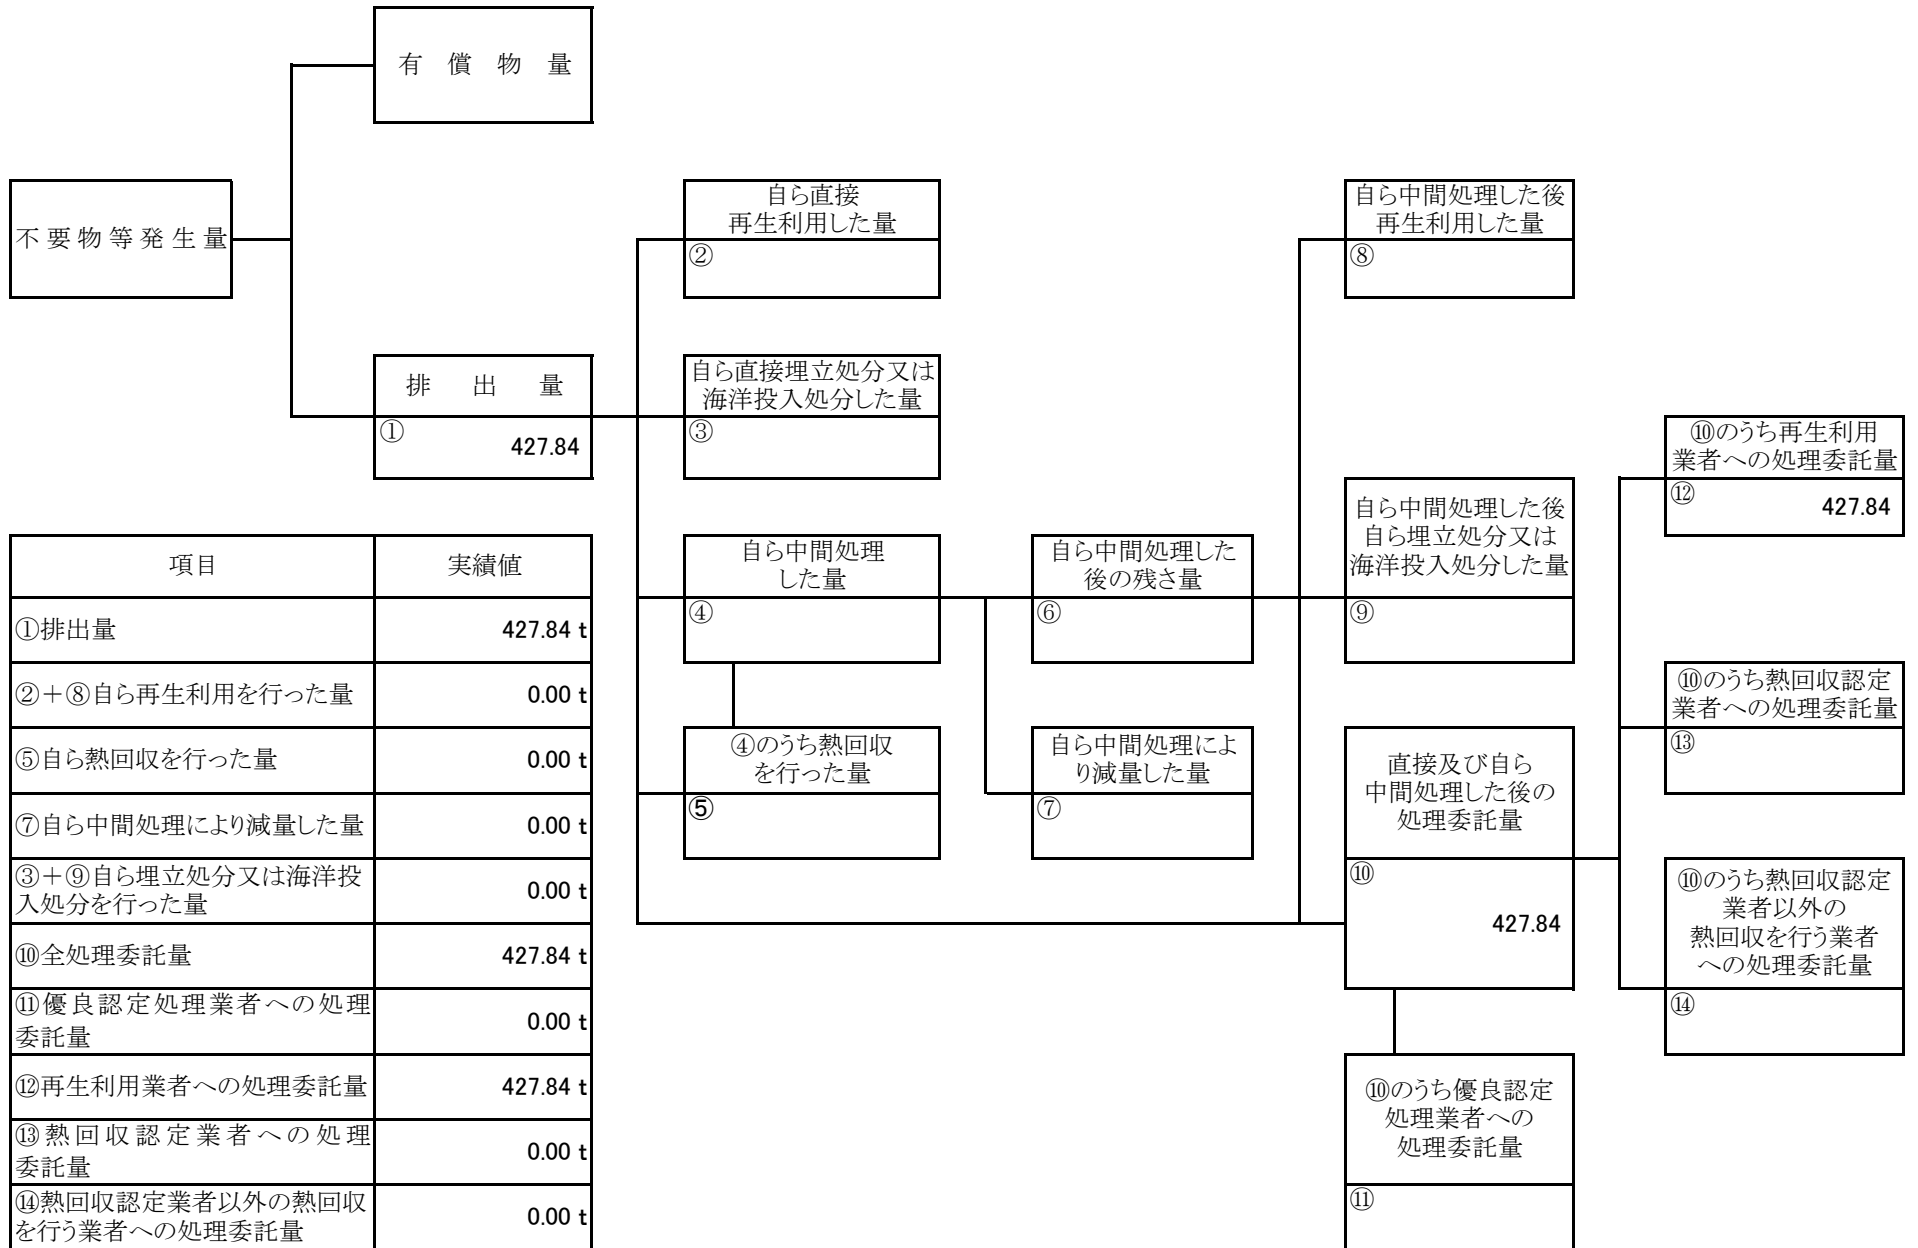 有償物量
不要物等発生量
自ら直接
再生利用した量
②
自ら中間処理した後
再生利用した量
⑧
排出量
①
427.84
自ら直接埋立処分又は
海洋投入処分した量
③
⑩のうち再生利用
業者への処理委託量
⑫
427.84
自ら中間処理
した量
④
自ら中間処理した
後の残さ量
⑥
自ら中間処理した後
自ら埋立処分又は
海洋投入処分した量
⑨
⑩のうち熱回収認定
業者への処理委託量
⑬
④のうち熱回収
を行った量
⑤
自ら中間処理によ
り減量した量
⑦
直接及び自ら
中間処理した後の
処理委託量
⑩
427.84
⑩のうち熱回収認定
業者以外の
熱回収を行う業者
への処理委託量
⑭
⑩のうち優良認定
処理業者への
処理委託量
⑪
項目 実績値
①排出量 427.84 t
②＋⑧自ら再生利用を行った量 0.00 t
⑤自ら熱回収を行った量 0.00 t
⑦自ら中間処理により減量した量 0.00 t
③＋⑨自ら埋立処分又は海洋投
入処分を行った量 0.00 t
⑩全処理委託量 427.84 t
⑪優良認定処理業者への処理
委託量 0.00 t
⑫再生利用業者への処理委託量 427.84 t
⑬熱回収認定業者への処理
委託量 0.00 t
⑭熱回収認定業者以外の熱回収
を行う業者への処理委託量 0.00 t